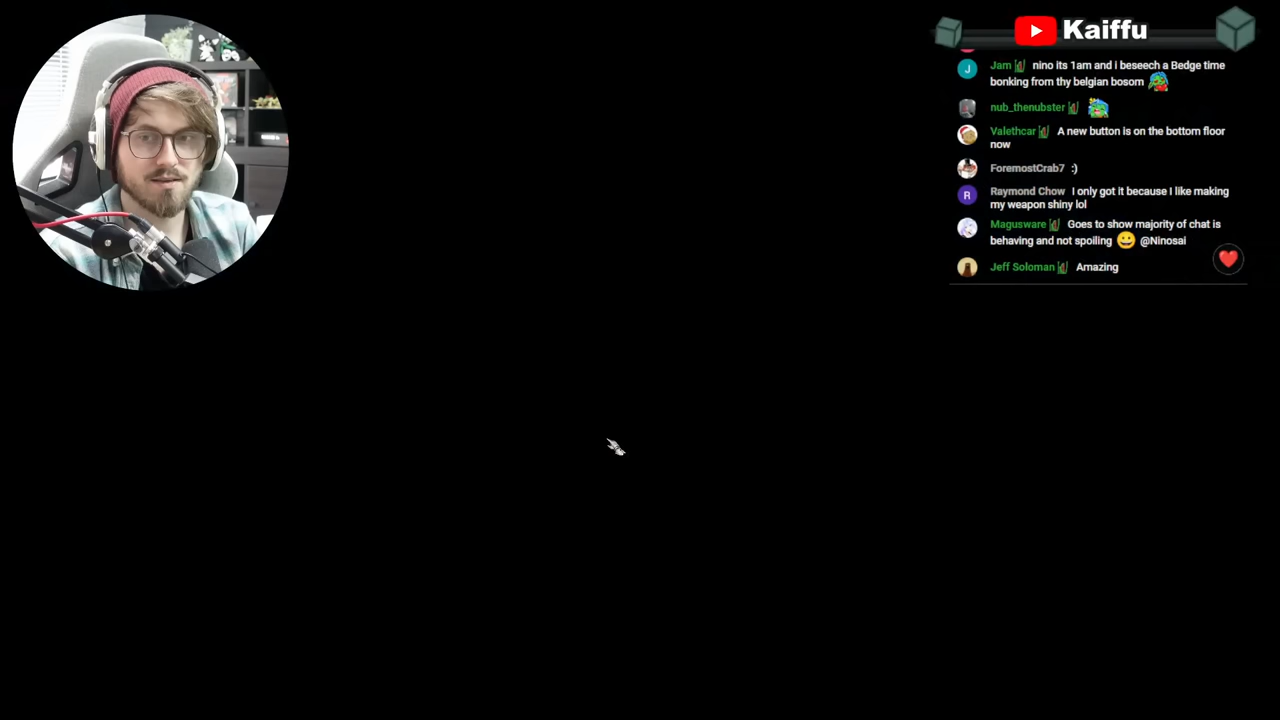 Kaiffu
Jam nino its 1am and i beseech a Bedge time
bonking from thy belgian bosom
nub_thenubster
Valethcar A new button is on the bottom floor
now
ForemostCrab7 :)
Raymond Chow I only got it because I like making
my weapon shiny lol
Magusware Goes to show majority of chat is
behaving and not spoiling 😀 @Ninosai
Jeff Soloman Amazing